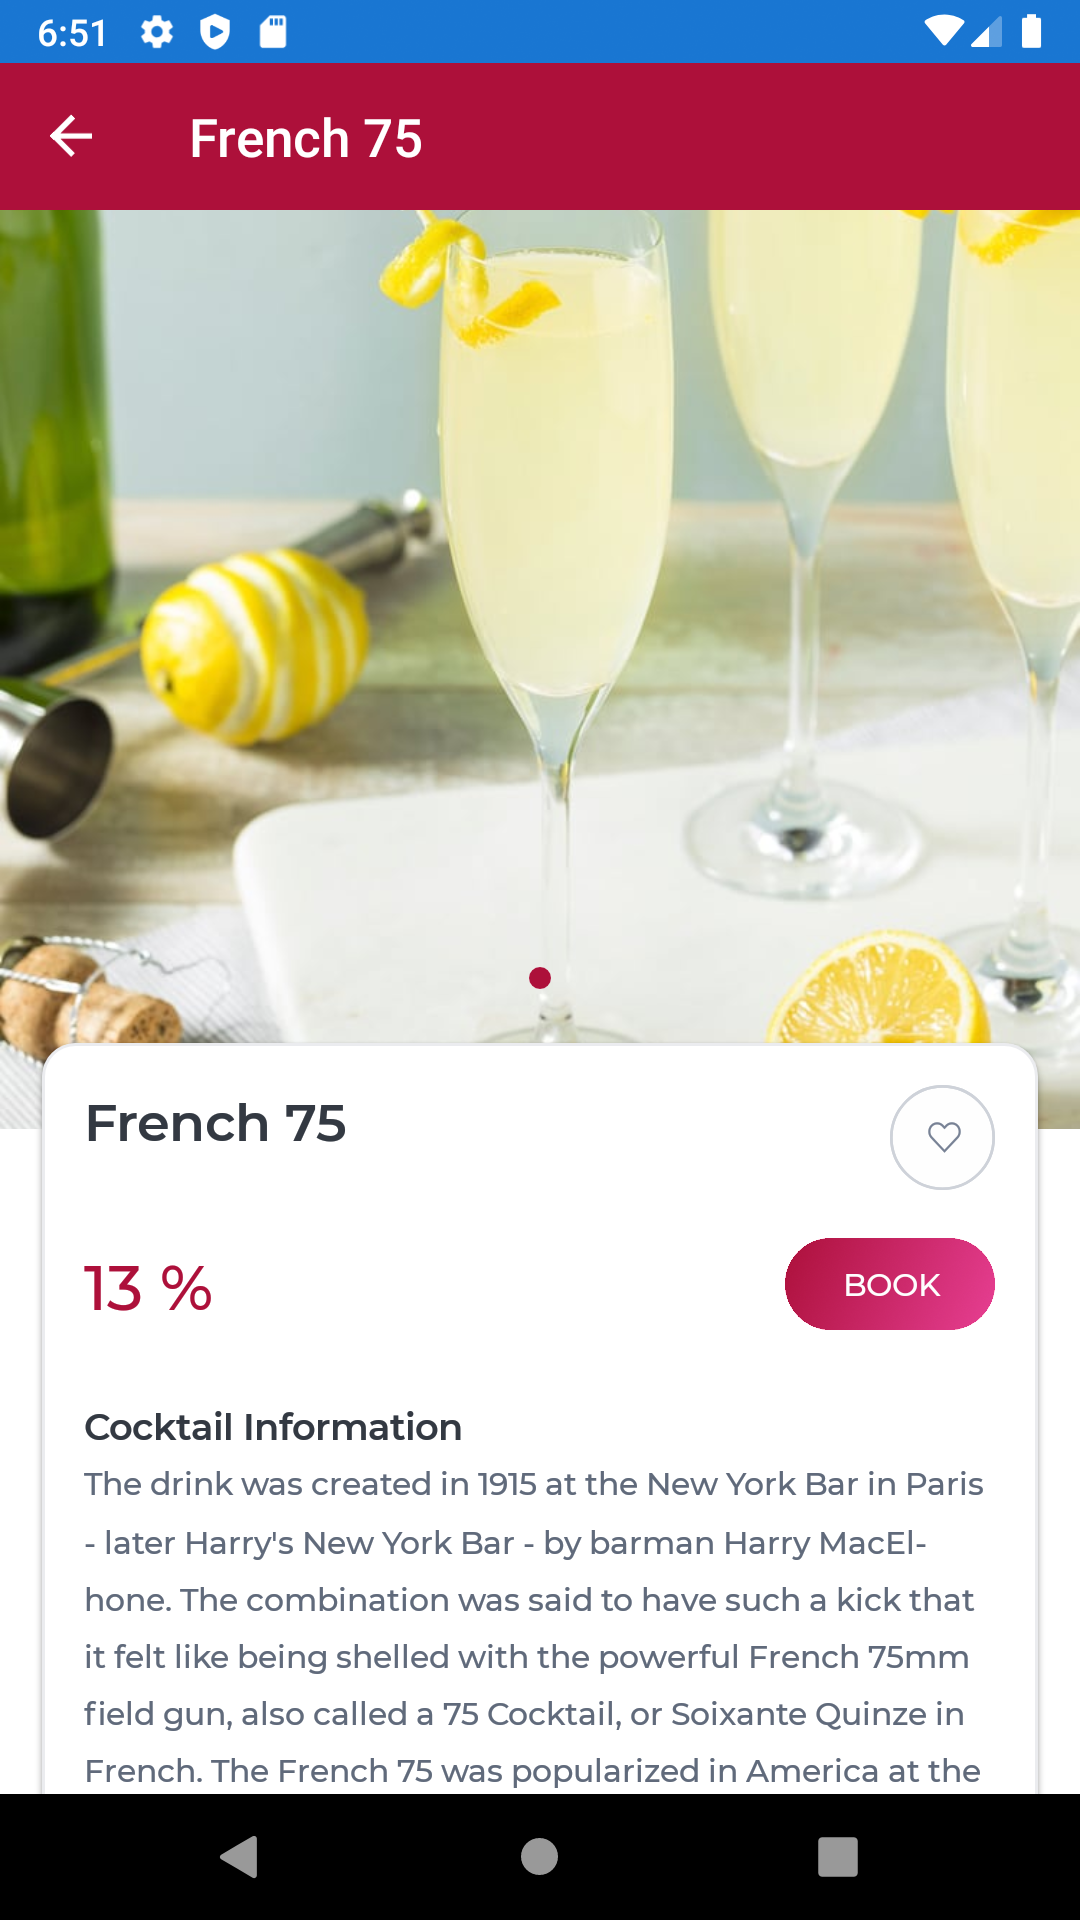 6:51
French 75
French 75
13 %
BOOK
Cocktail Information
The drink was created in 1915 at the New York Bar in Paris
- later Harry's New York Bar - by barman Harry MacEl-
hone. The combination was said to have such a kick that
it felt like being shelled with the powerful French 75mm
field gun, also called a 75 Cocktail, or Soixante Quinze in
French. The French 75 was popularized in America at the